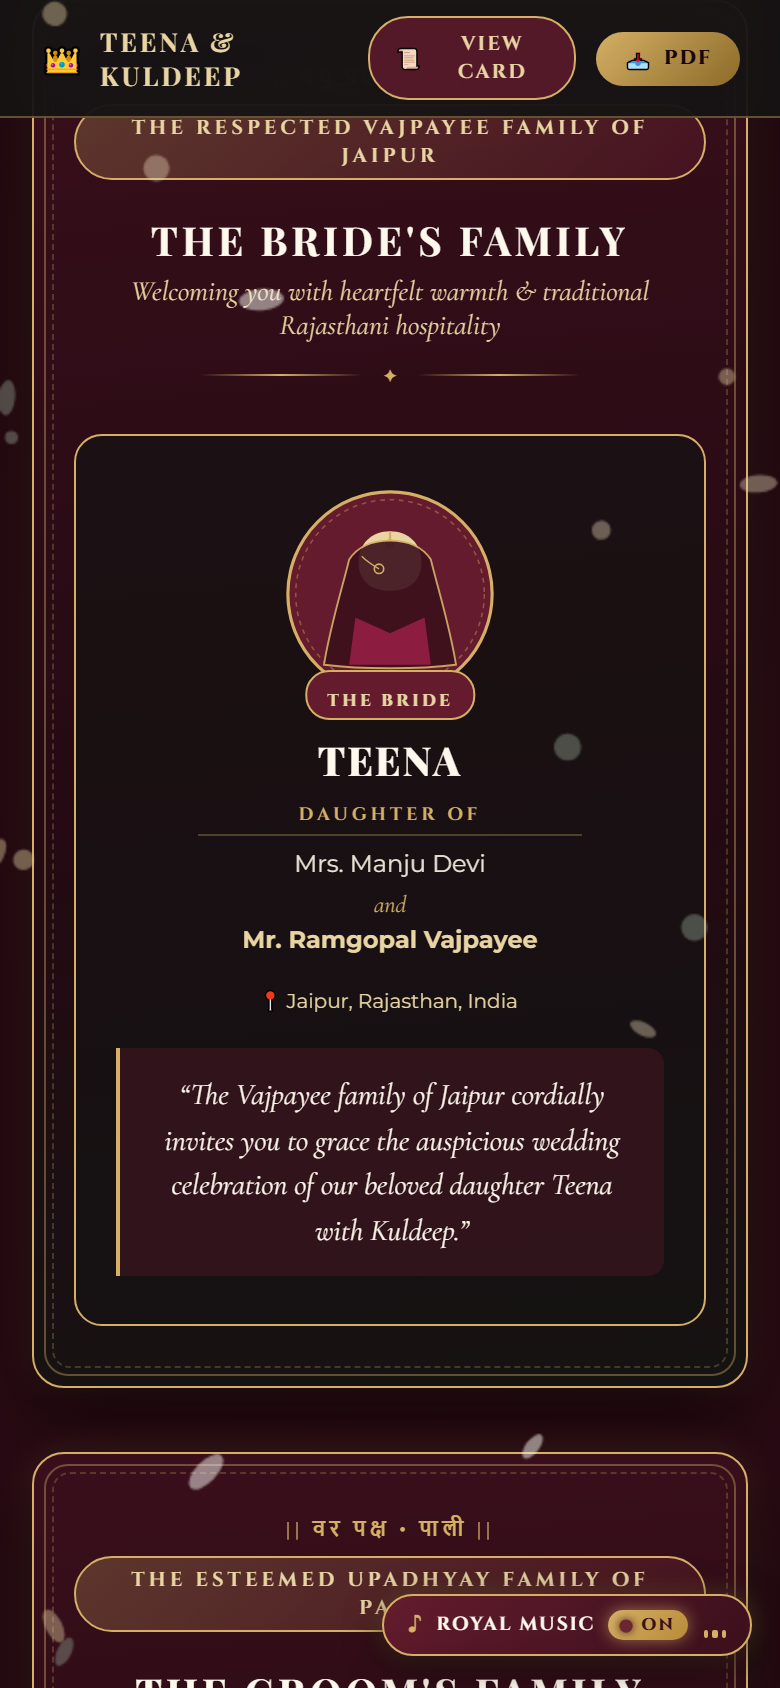 TEENA &
KULDEEP
VIEW
CARD
PDF
THE RESPECTED VAJPAYEE FAMILY OF
JAIPUR
THE BRIDE'S FAMILY
Welcoming you with heartfelt warmth & traditional
Rajasthani hospitality
THE BRIDE
TEENA
DAUGHTER OF
Mrs. Manju Devi
and
Mr. Ramgopal Vajpayee
Jaipur, Rajasthan, India
“The Vajpayee family of Jaipur cordially
invites you to grace the auspicious wedding
celebration of our beloved daughter Teena
with Kuldeep.”
|| वर पक्ष • पाली ||
THE ESTEEMED UPADHYAY FAMILY OF
ROYAL MUSIC ON
THE GROOM'S FAMILY